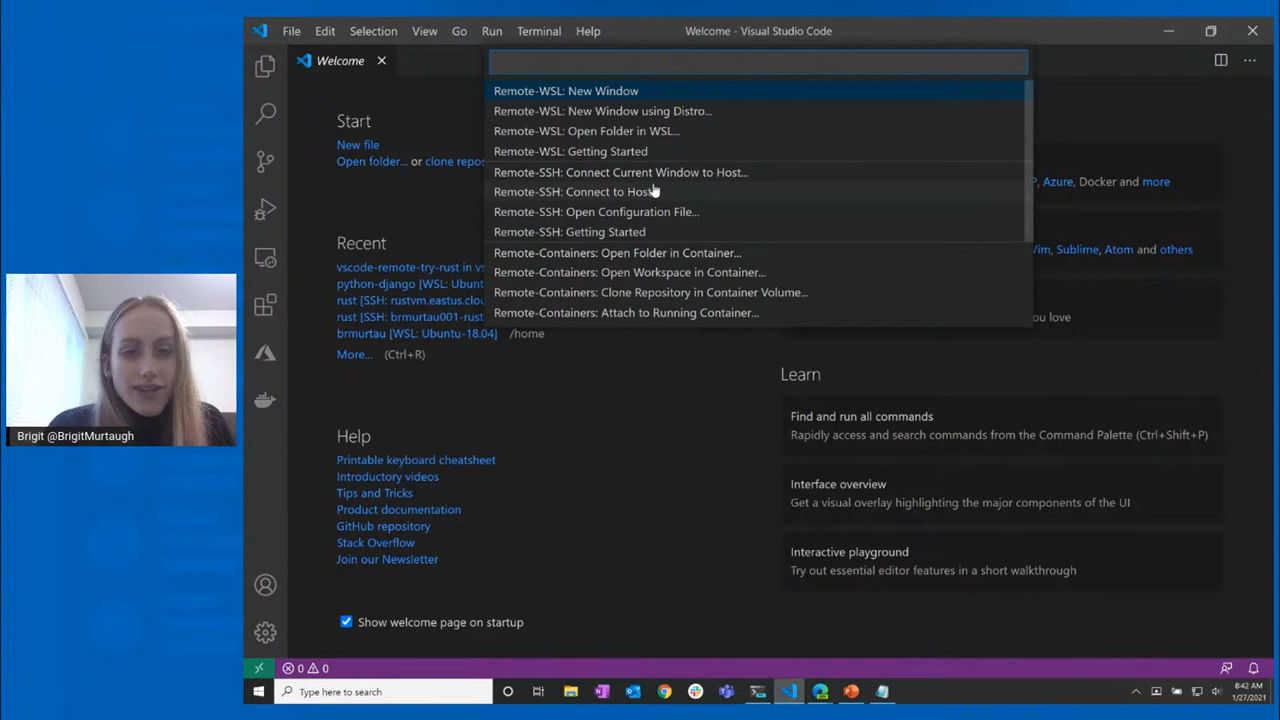 File Edit Selection View Go Run Terminal Help
Welcome - Visual Studio Code
Welcome
Remote-WSL: New Window
Remote-WSL: New Window using Distro...
Remote-WSL: Open Folder in WSL...
Remote-WSL: Getting Started
Remote-SSH: Connect Current Window to Host...
Remote-SSH: Connect to Host
Remote-SSH: Open Configuration File...
Remote-SSH: Getting Started
Remote-Containers: Open Folder in Container...
Remote-Containers: Open Workspace in Container...
Remote-Containers: Clone Repository in Container Volume...
Remote-Containers: Attach to Running Container...
Start
New file
Open folder... or clone repos
Recent
vscode-remote-try-rust in vs
python-django [WSL: Ubunt
rust [SSH: rustvm.eastus.clou
rust [SSH: brmurtau001-rust
brmurtau [WSL: Ubuntu-18.04] /home
More... (Ctrl+R)
Help
Printable keyboard cheatsheet
Introductory videos
Tips and Tricks
Product documentation
GitHub repository
Stack Overflow
Join our Newsletter
Show welcome page on startup
P, Azure, Docker and more
Vim, Sublime, Atom and others
you love
Learn
Find and run all commands
Rapidly access and search commands from the Command Palette (Ctrl+Shift+P)
Interface overview
Get a visual overlay highlighting the major components of the UI
Interactive playground
Try out essential editor features in a short walkthrough
Brigit @BrigitMurtaugh
0 0
Type here to search
8:42 AM
1/27/2021